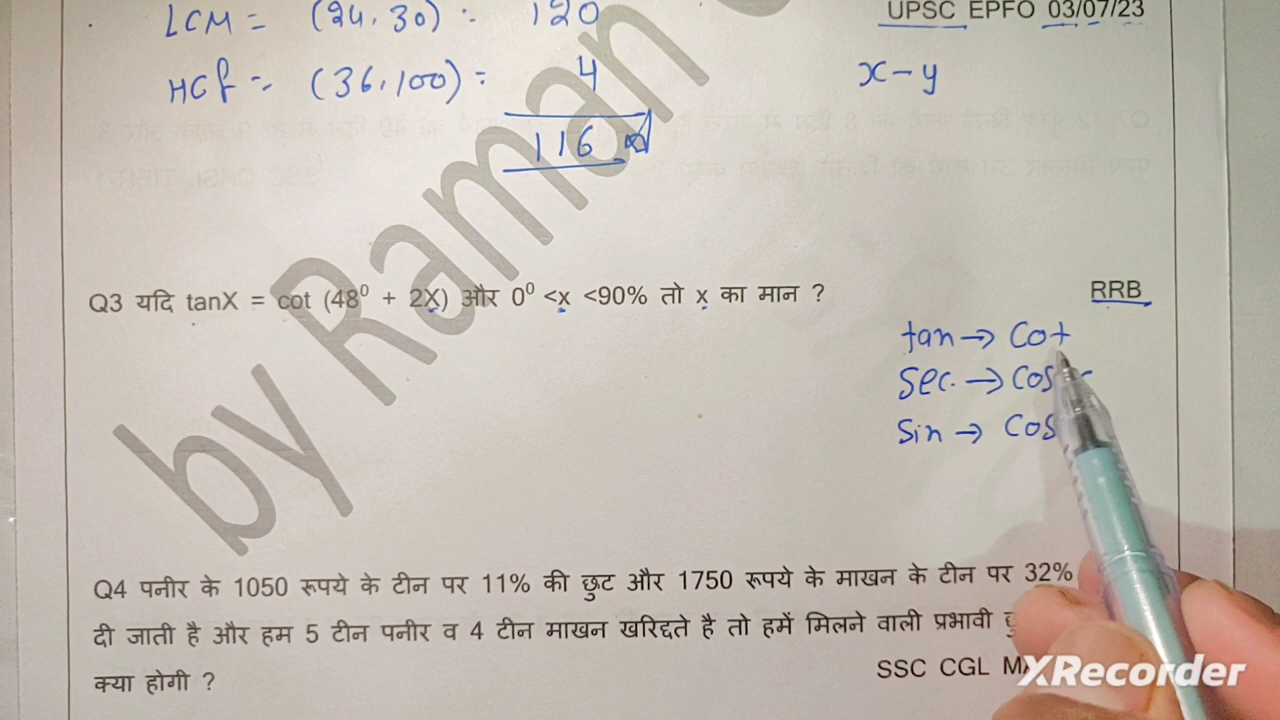 LCM = (24, 30) :- 120
UPSC EPFO 03/07/23
HCf :- (36, 100) = 4
x - y
116
by Raman
Q3 यदि tanX = cot (48⁰ + 2X) और 0⁰ <x <90% तो x का मान ?
RRB
tan → Cot
Sec. → Cos
Sin → Cos
Q4 पनीर के 1050 रूपये के टीन पर 11% की छुट और 1750 रूपये के माखन के टीन पर 32%
दी जाती है और हम 5 टीन पनीर व 4 टीन माखन खरिद्दते है तो हमें मिलने वाली प्रभावी
क्या होगी ?
SSC CGL
XRecorder